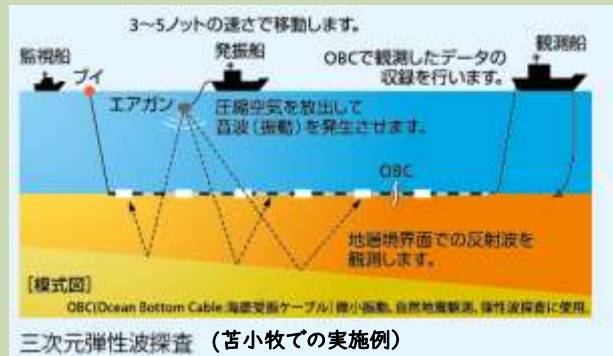 3～5ノットの速さで移動します。
監視船
ブイ
発振船
OBCで観測したデータの
収録を行います。
観測船
エアガン
圧縮空気を放出して
音波（振動）を発生させます。
OBC
地層境界面での反射波を
観測します。
［模式図］
OBC(Ocean Bottom Cable:海底受振ケーブル)微小振動、自然地震観測、弾性波探査に使用。
三次元弾性波探査 (苫小牧での実施例)